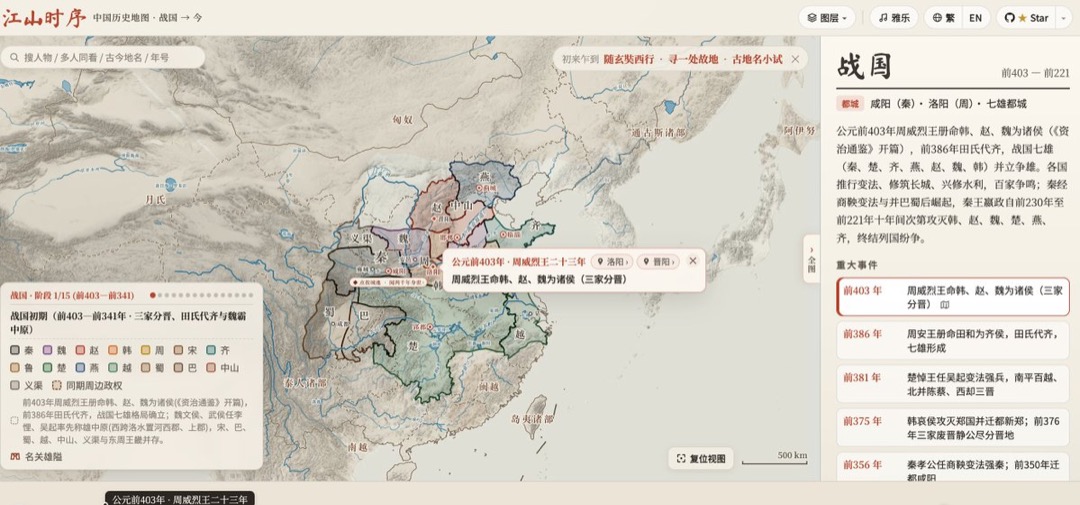 江山时序
中国历史地图 · 战国 → 今
图层
雅乐
繁
EN
Star
搜人物 / 多人同看 / 古今地名 / 年号
初来乍到 随玄奘西行 · 寻一处故地 · 古地名小试
匈奴
通古斯诸部
阿伊努
月氏
燕
蓟城
赵
中山
齐
临淄
义渠
魏
秦
周
韩
蜀
巴
成都
楚
越
泰人诸部
闽越
岛夷诸部
南越
公元前403年 · 周威烈王二十三年
洛阳 ›
晋阳 ›
周威烈王命韩、赵、魏为诸侯（三家分晋）
全图
战国 · 阶段 1/15 (前403—前341)
战国初期（前403—前341年 · 三家分晋、田氏代齐与魏霸
中原）
秦 魏 赵 韩 周 宋 齐
鲁 楚 燕 越 蜀 巴 中山
义渠 同期周边政权
前403年周威烈王册命韩、赵、魏为诸侯(《资治通鉴》开篇)，
前386年田氏代齐，战国七雄格局确立；魏文侯、武侯任李
悝、吴起率先称雄中原(西跨洛水置河西郡、上郡)，宋、巴、
蜀、越、中山、义渠与东周王畿并存。
名关雄隘
复位视图
500 km
公元前403年 · 周威烈王二十三年
战国
前403 — 前221
都城
咸阳（秦）· 洛阳（周）· 七雄都城
公元前403年周威烈王册命韩、赵、魏为诸侯（《资
治通鉴》开篇），前386年田氏代齐，战国七雄
（秦、楚、齐、燕、赵、魏、韩）并立争雄。各国
推行变法、修筑长城、兴修水利，百家争鸣；秦经
商鞅变法与并巴蜀后崛起，秦王嬴政自前230年至
前221年十年间次第攻灭韩、赵、魏、楚、燕、
齐，终结列国纷争。
重大事件
前403 年
周威烈王命韩、赵、魏为诸侯（三家
分晋）
前386 年
周安王册命田和为齐侯，田氏代齐，
七雄形成
前381 年
楚悼王任吴起变法强兵，南平百越、
北并陈蔡、西却三晋
前375 年
韩哀侯攻灭郑国并迁都新郑；前376
年三家废晋静公尽分晋地
前356 年
秦孝公任商鞅变法强秦；前350年迁
都咸阳